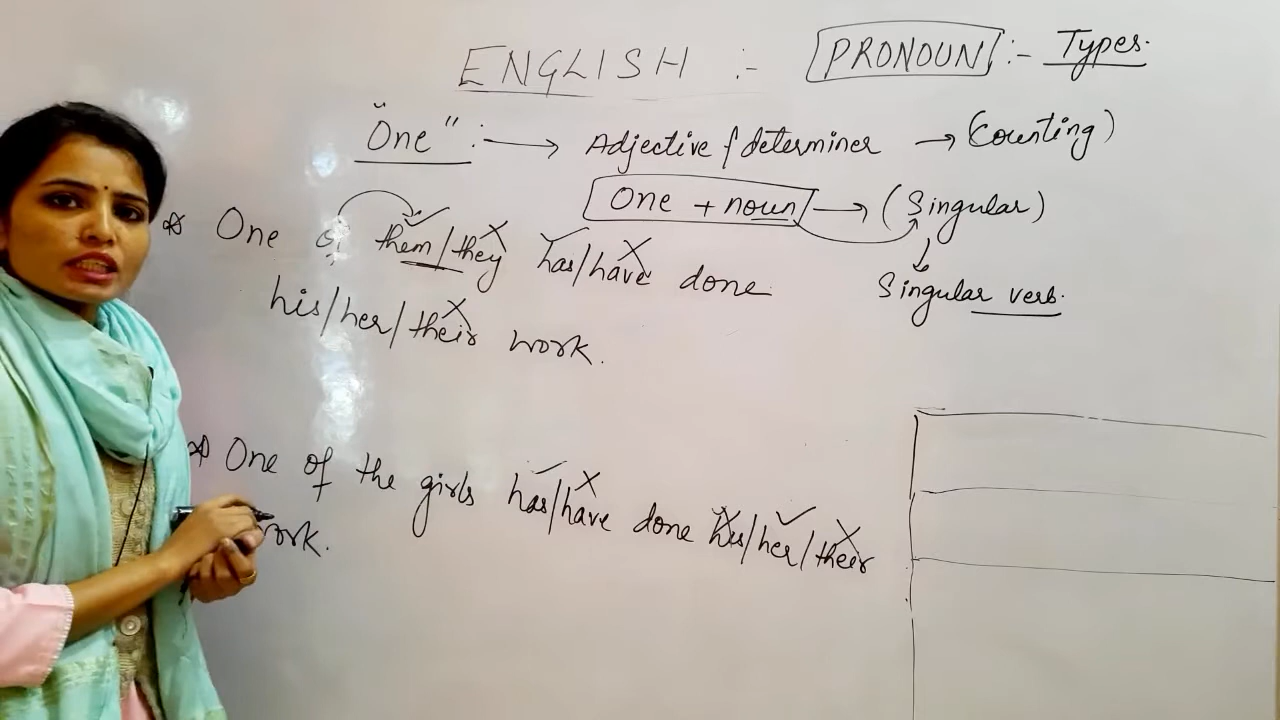 ENGLISH :- PRONOUN :- Types.
"One" : → Adjective / determiner → (Counting)
One + noun → (Singular)
Singular verb.
* One of them/they has/have done
his/her/their work.
* One of the girls has/have done his/her/their
work.